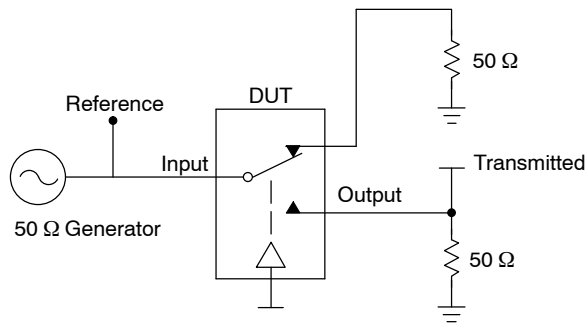 50 Ω
Reference
DUT
Input
Transmitted
Output
50 Ω Generator
50 Ω